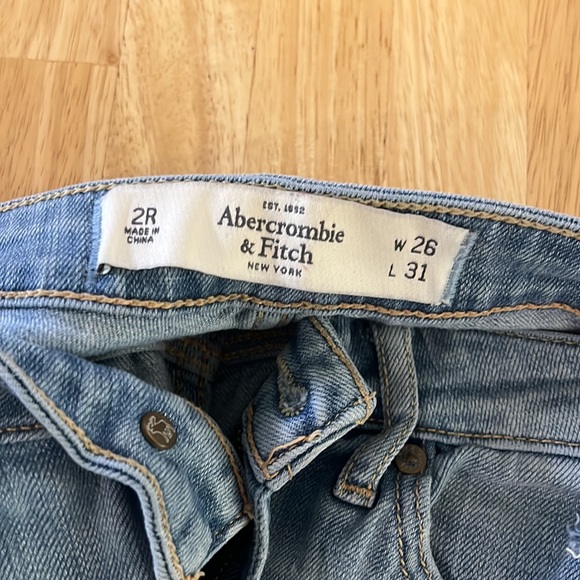 2R
MADE IN
CHINA
EST. 1892
Abercrombie
& Fitch
NEW YORK
W 26
L 31